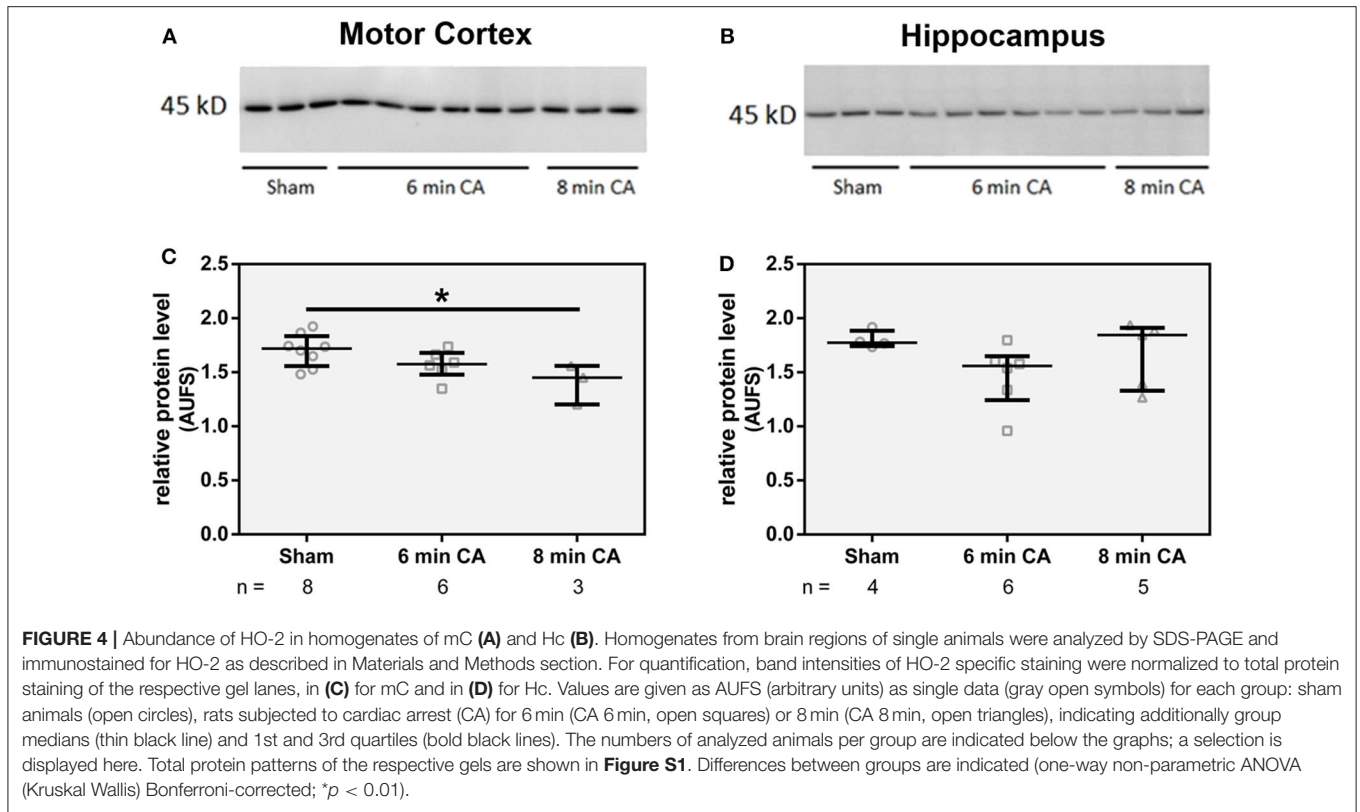 A
Motor Cortex
45 kD
Sham 6 min CA 8 min CA
B
Hippocampus
45 kD
Sham 6 min CA 8 min CA
C
relative protein level
(AUFS)
2.5
2.0
1.5
1.0
0.5
0.0
*
Sham 6 min CA 8 min CA
n = 8 6 3
D
relative protein level
(AUFS)
2.5
2.0
1.5
1.0
0.5
0.0
Sham 6 min CA 8 min CA
n = 4 6 5
FIGURE 4 | Abundance of HO-2 in homogenates of mC (A) and Hc (B). Homogenates from brain regions of single animals were analyzed by SDS-PAGE and
immunostained for HO-2 as described in Materials and Methods section. For quantification, band intensities of HO-2 specific staining were normalized to total protein
staining of the respective gel lanes, in (C) for mC and in (D) for Hc. Values are given as AUFS (arbitrary units) as single data (gray open symbols) for each group: sham
animals (open circles), rats subjected to cardiac arrest (CA) for 6 min (CA 6 min, open squares) or 8 min (CA 8 min, open triangles), indicating additionally group
medians (thin black line) and 1st and 3rd quartiles (bold black lines). The numbers of analyzed animals per group are indicated below the graphs; a selection is
displayed here. Total protein patterns of the respective gels are shown in Figure S1. Differences between groups are indicated (one-way non-parametric ANOVA
(Kruskal Wallis) Bonferroni-corrected; *p < 0.01).